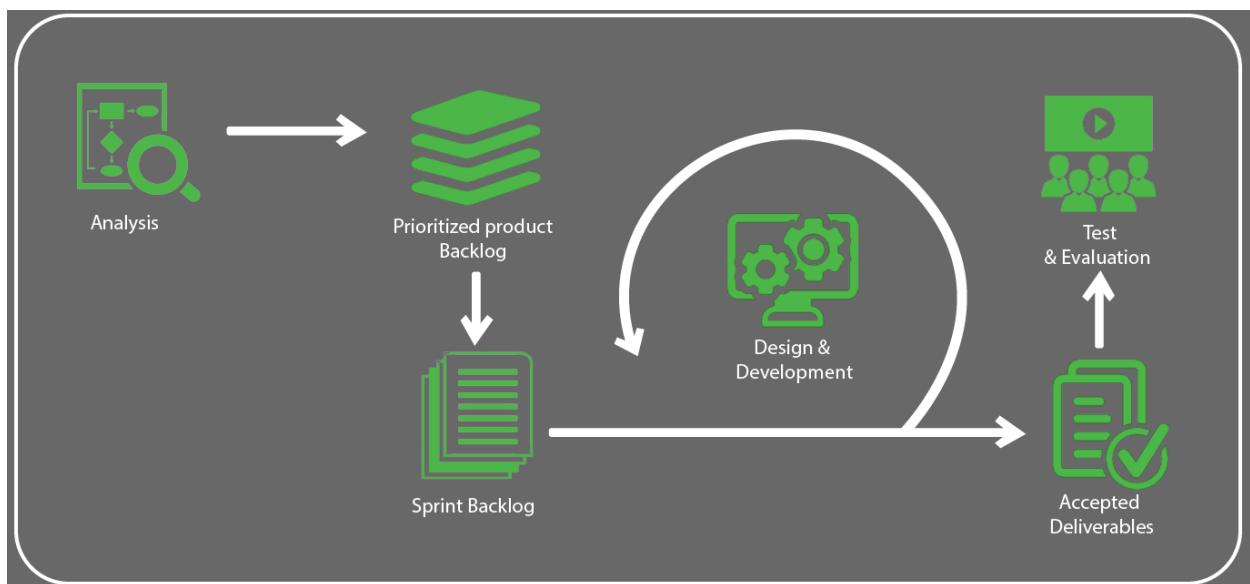 Analysis
Prioritized product
Backlog
Sprint Backlog
Design &
Development
Accepted
Deliverables
Test
& Evaluation